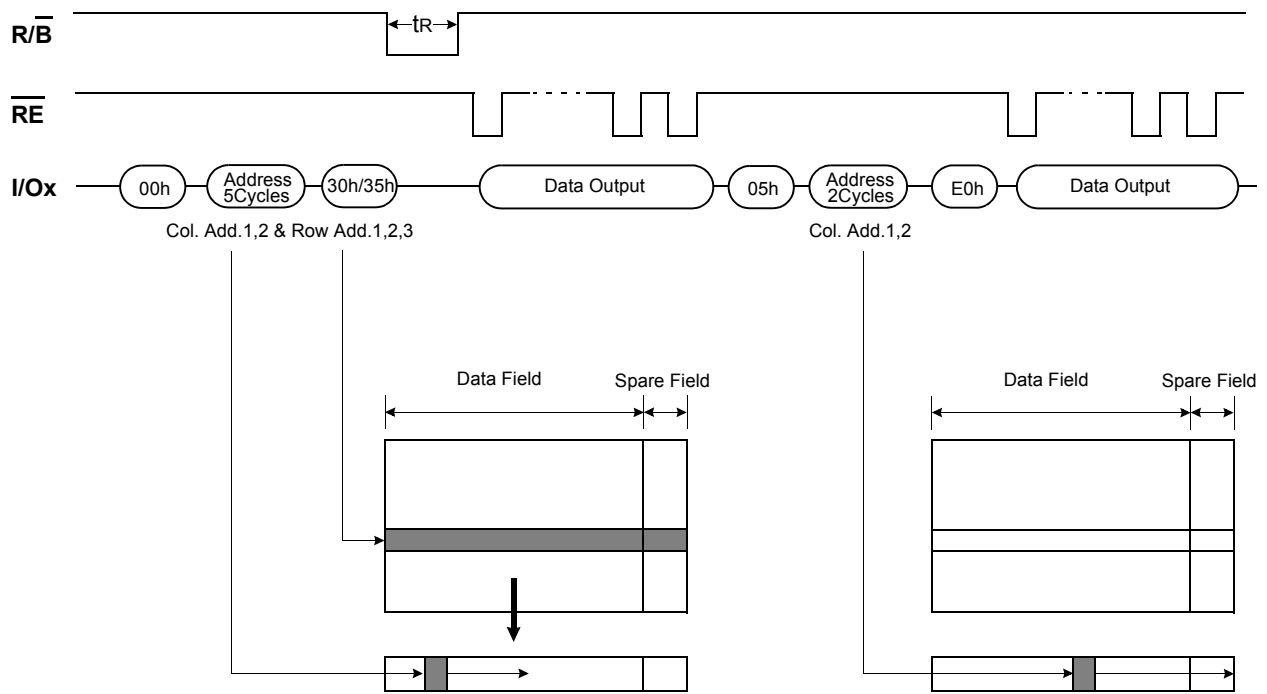 R/B
tR
RE
I/Ox
00h
Address
5Cycles
30h/35h
Data Output
05h
Address
2Cycles
E0h
Data Output
Col. Add.1,2 & Row Add.1,2,3
Col. Add.1,2
Data Field
Spare Field
Data Field
Spare Field